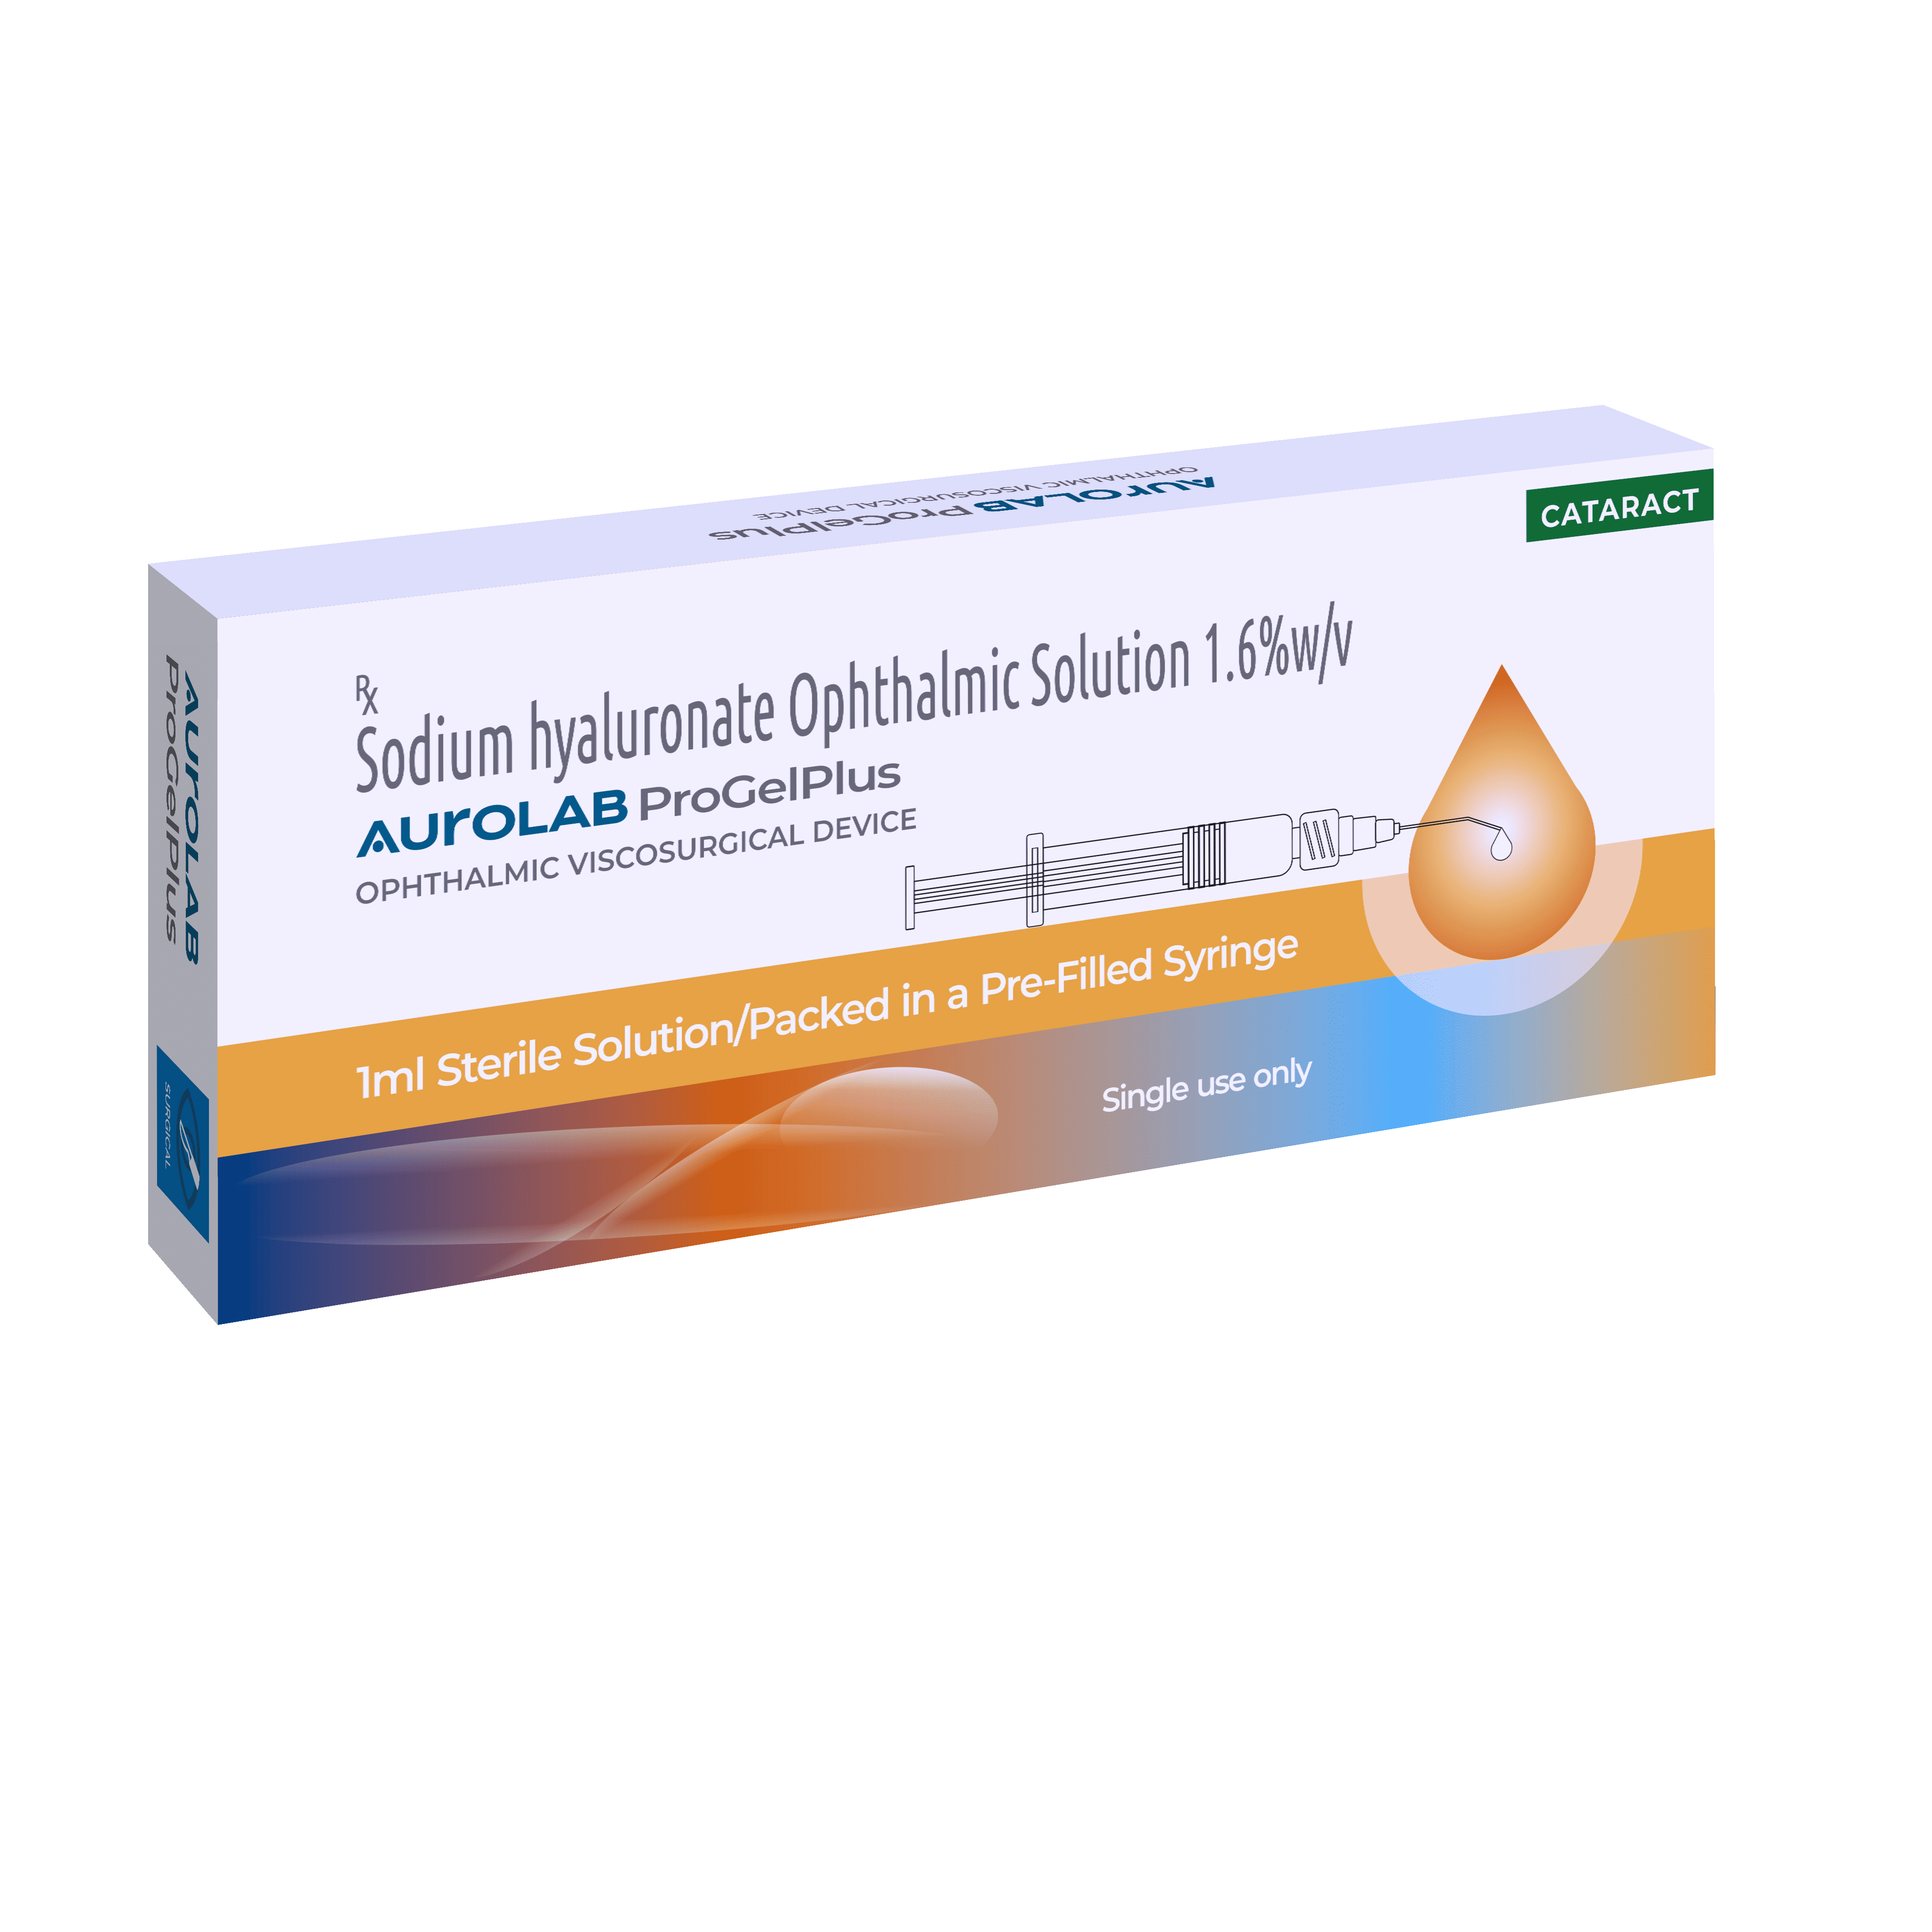 AUROLAB ProGelPlus
OPHTHALMIC VISCOSURGICAL DEVICE
CATARACT
Rx
Sodium hyaluronate Ophthalmic Solution 1.6%w/v
AUROLAB ProGelPlus
OPHTHALMIC VISCOSURGICAL DEVICE
1ml Sterile Solution/Packed in a Pre-Filled Syringe
Single use only
AUROLAB
ProGelPlus
SURGICAL